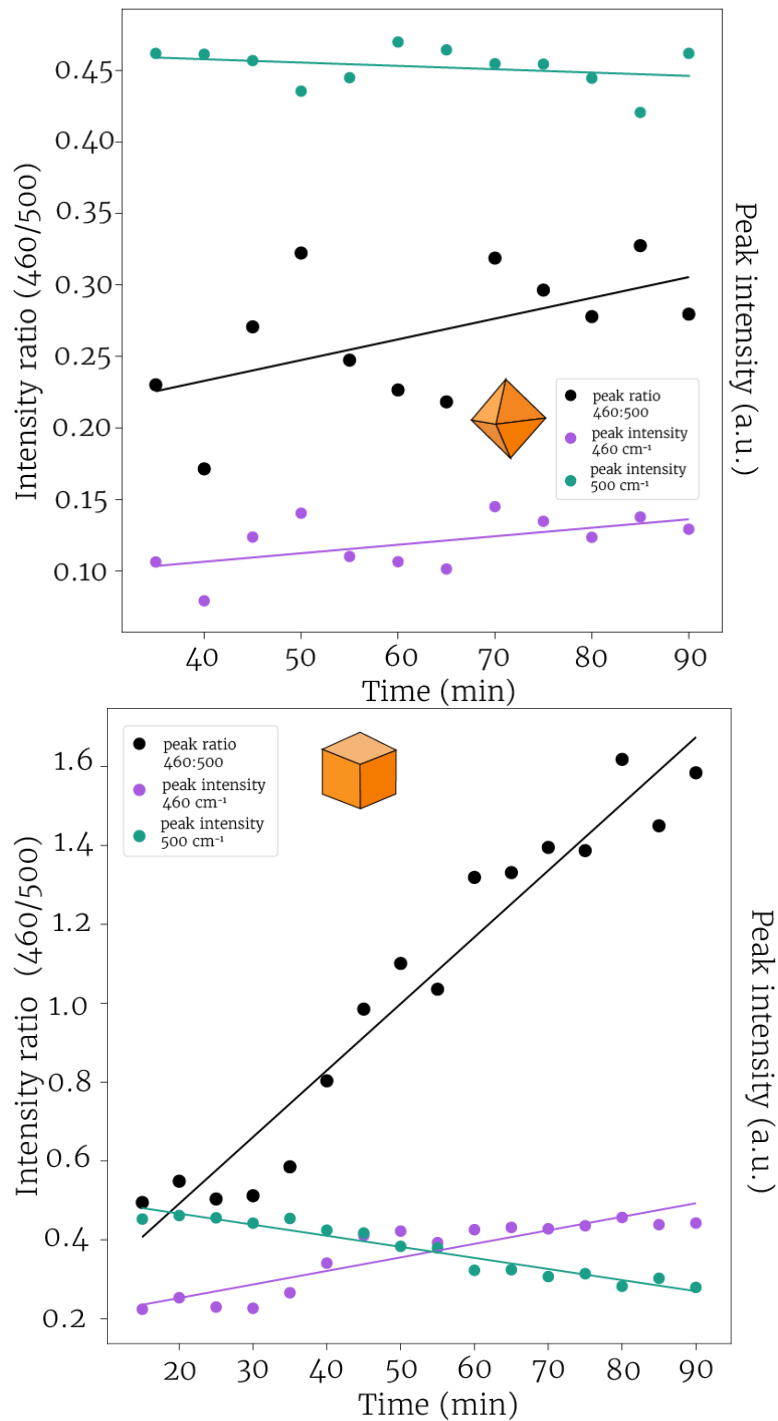 0.45
0.40
0.35
0.30
0.25
0.20
0.15
0.10
Intensity ratio (460/500)
Peak intensity (a.u.)
peak ratio
460:500
peak intensity
460 cm⁻¹
peak intensity
500 cm⁻¹
40 50 60 70 80 90
Time (min)
1.6
1.4
1.2
1.0
0.8
0.6
0.4
0.2
Intensity ratio (460/500)
Peak intensity (a.u.)
peak ratio
460:500
peak intensity
460 cm⁻¹
peak intensity
500 cm⁻¹
20 30 40 50 60 70 80 90
Time (min)